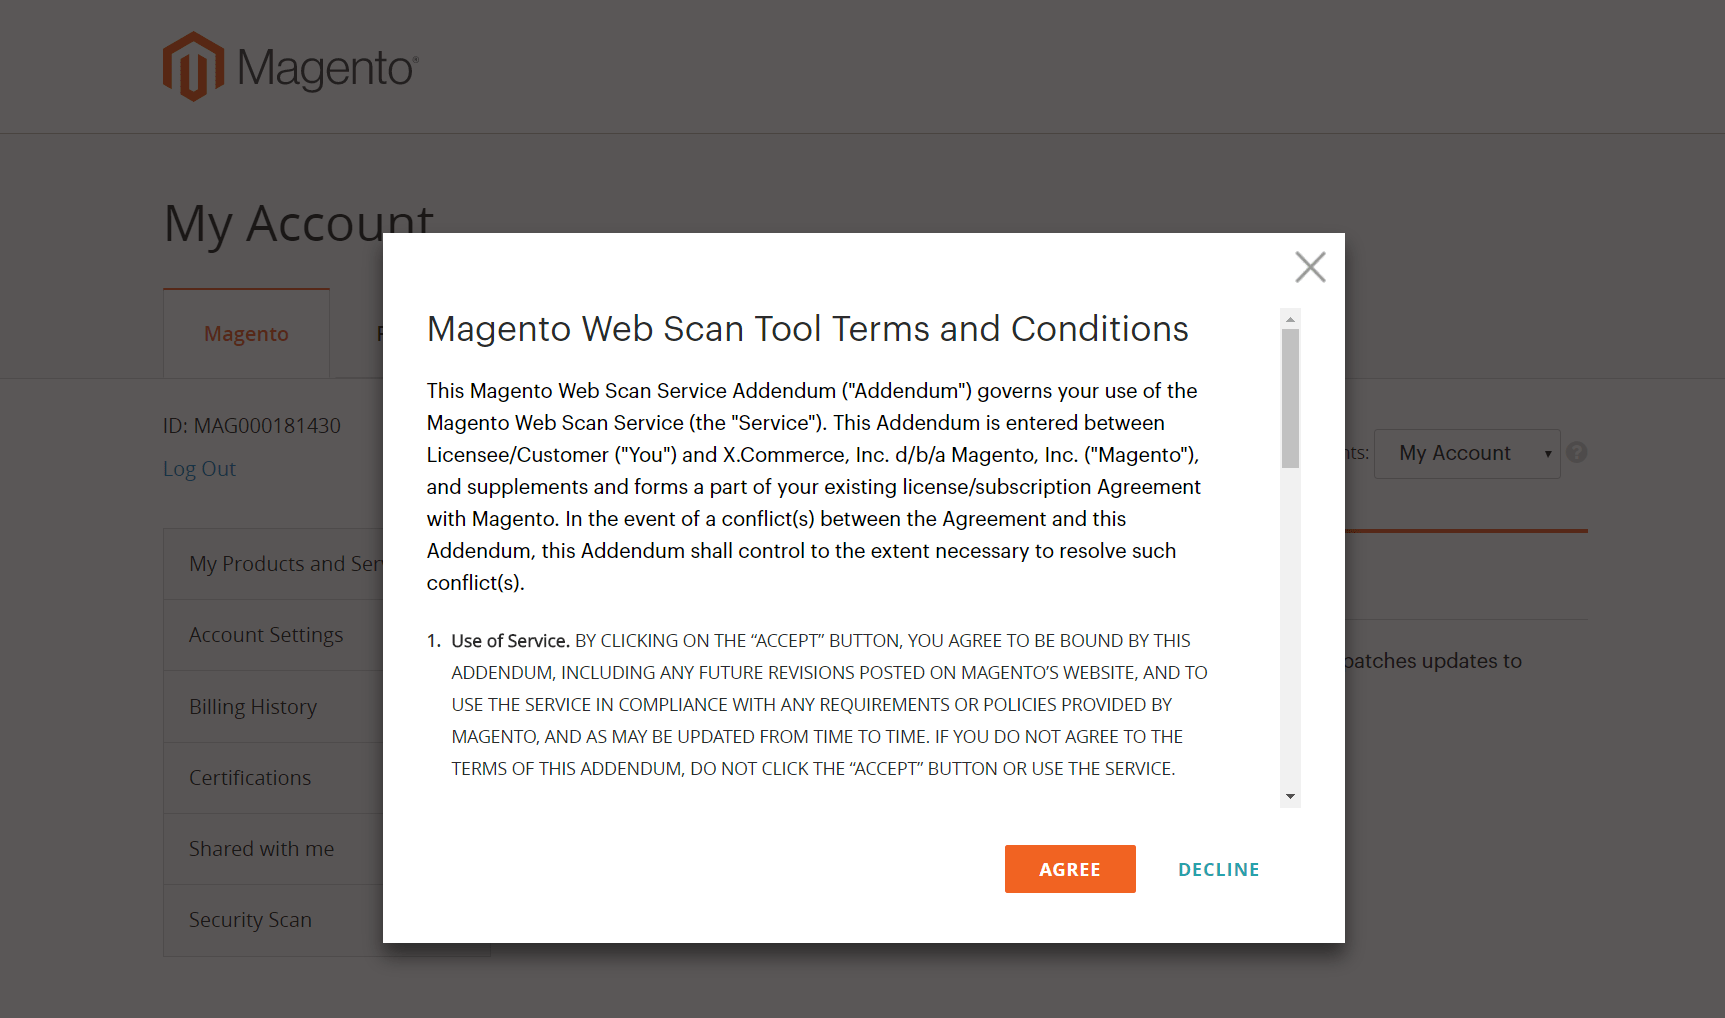 Magento®
My Account
Magento
ID: MAG000181430
Log Out
My Account
My Products and
Account Settings
Billing History
Certifications
Shared with me
Security Scan
patches updates to
Magento Web Scan Tool Terms and Conditions
This Magento Web Scan Service Addendum ("Addendum") governs your use of the
Magento Web Scan Service (the "Service"). This Addendum is entered between
Licensee/Customer ("You") and X.Commerce, Inc. d/b/a Magento, Inc. ("Magento"),
and supplements and forms a part of your existing license/subscription Agreement
with Magento. In the event of a conflict(s) between the Agreement and this
Addendum, this Addendum shall control to the extent necessary to resolve such
conflict(s).
1. Use of Service. BY CLICKING ON THE “ACCEPT” BUTTON, YOU AGREE TO BE BOUND BY THIS
ADDENDUM, INCLUDING ANY FUTURE REVISIONS POSTED ON MAGENTO’S WEBSITE, AND TO
USE THE SERVICE IN COMPLIANCE WITH ANY REQUIREMENTS OR POLICIES PROVIDED BY
MAGENTO, AND AS MAY BE UPDATED FROM TIME TO TIME. IF YOU DO NOT AGREE TO THE
TERMS OF THIS ADDENDUM, DO NOT CLICK THE “ACCEPT” BUTTON OR USE THE SERVICE.
AGREE
DECLINE